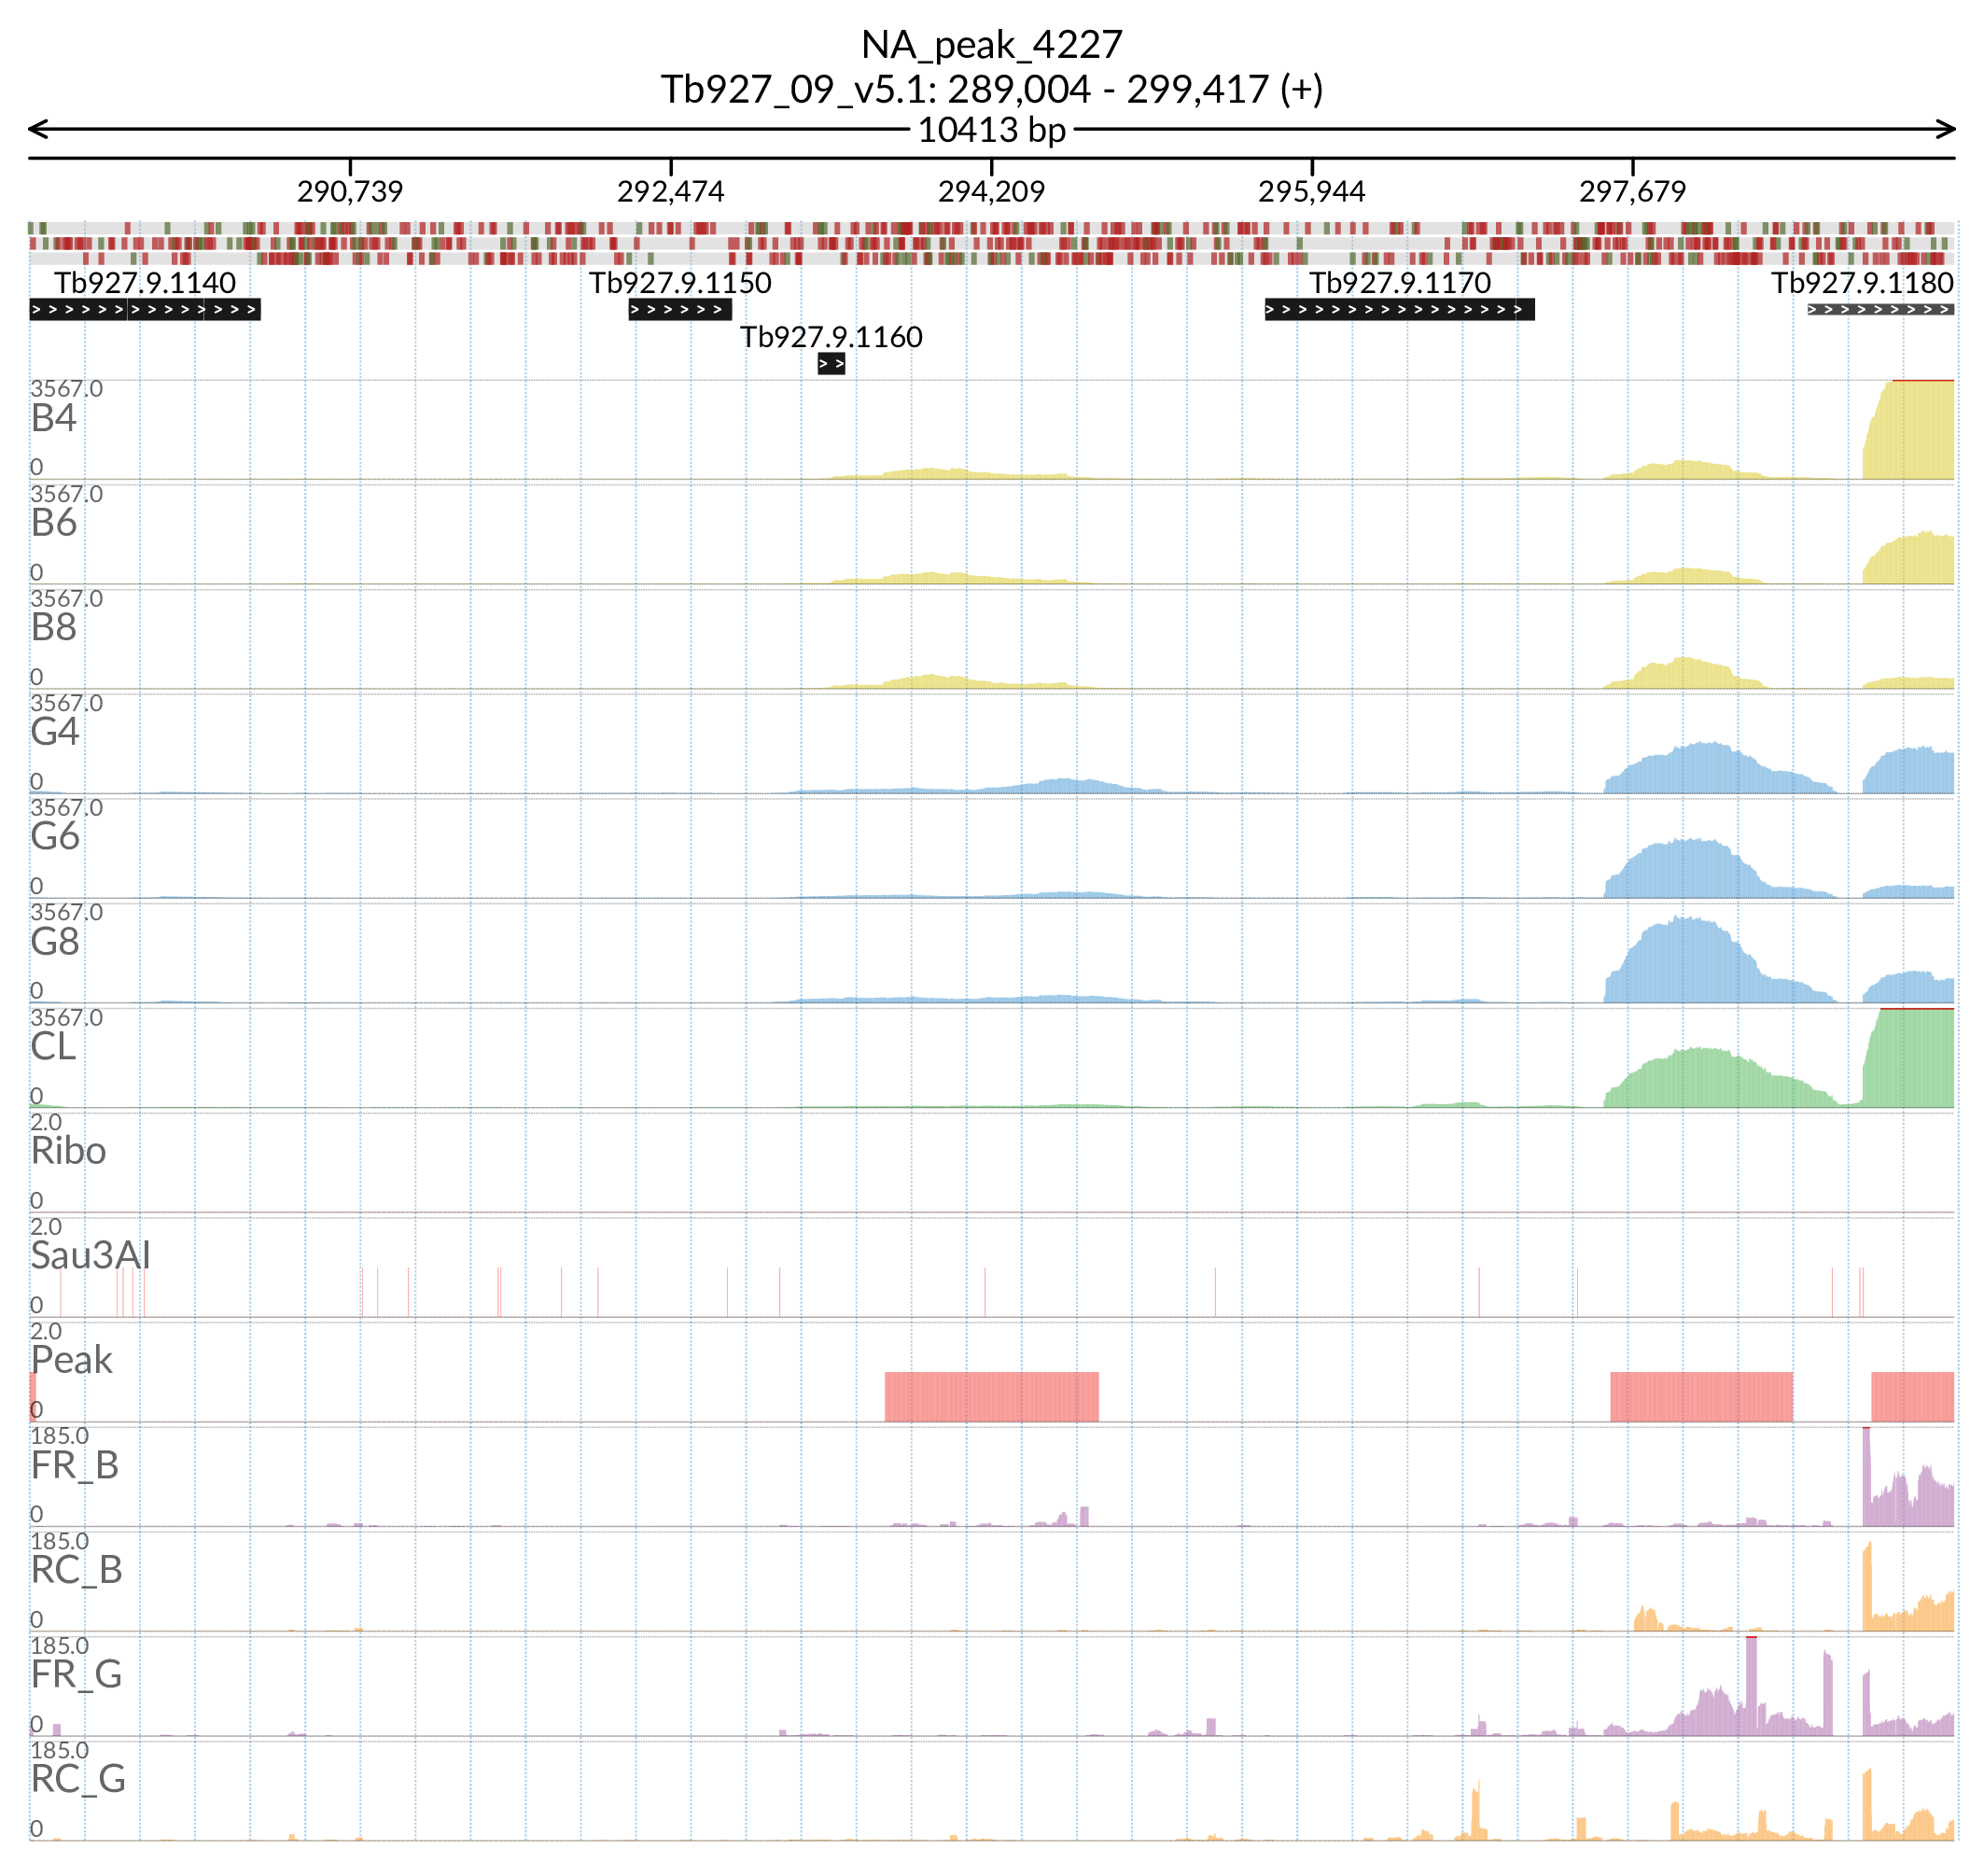 NA_peak_4227
Tb927_09_v5.1: 289,004 - 299,417 (+)
10413 bp
290,739 292,474 294,209 295,944 297,679
Tb927.9.1140 Tb927.9.1150 Tb927.9.1170 Tb927.9.1180
Tb927.9.1160
3567.0
B4
0
3567.0
B6
0
3567.0
B8
0
3567.0
G4
0
3567.0
G6
0
3567.0
G8
0
3567.0
CL
0
2.0
Ribo
0
2.0
Sau3AI
0
2.0
Peak
0
185.0
FR_B
0
185.0
RC_B
0
185.0
FR_G
0
185.0
RC_G
0